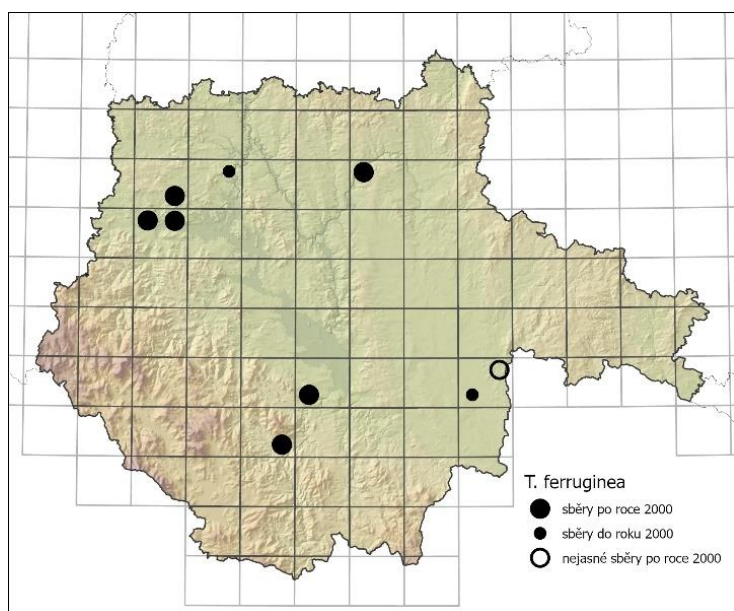 T. ferruginea
sběry po roce 2000
sběry do roku 2000
nejasné sběry po roce 2000